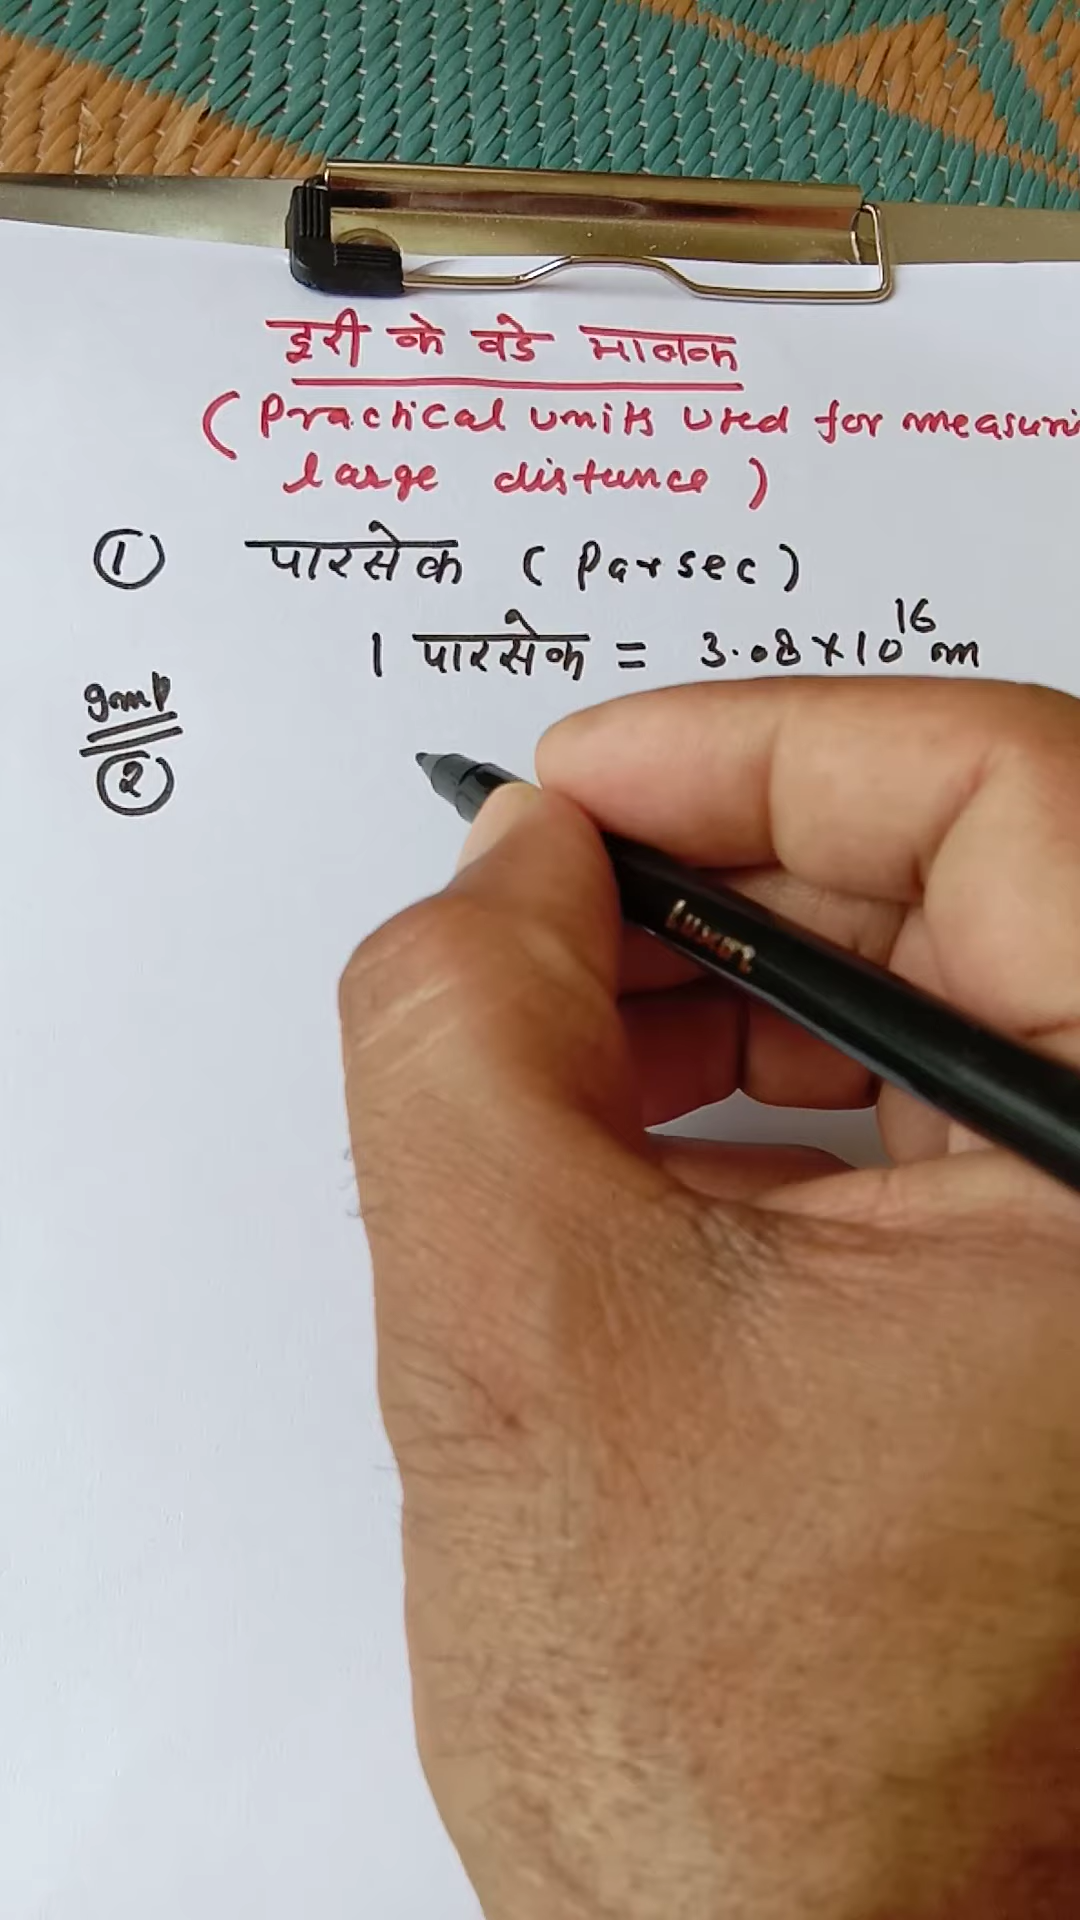 दूरी के बडे मात्रक
( Practical units used for measuri
large distance )
① पारसेक ( Parsec )
1 पारसेक = 3.08 × 10¹⁶ m
Imp
②
Luxor